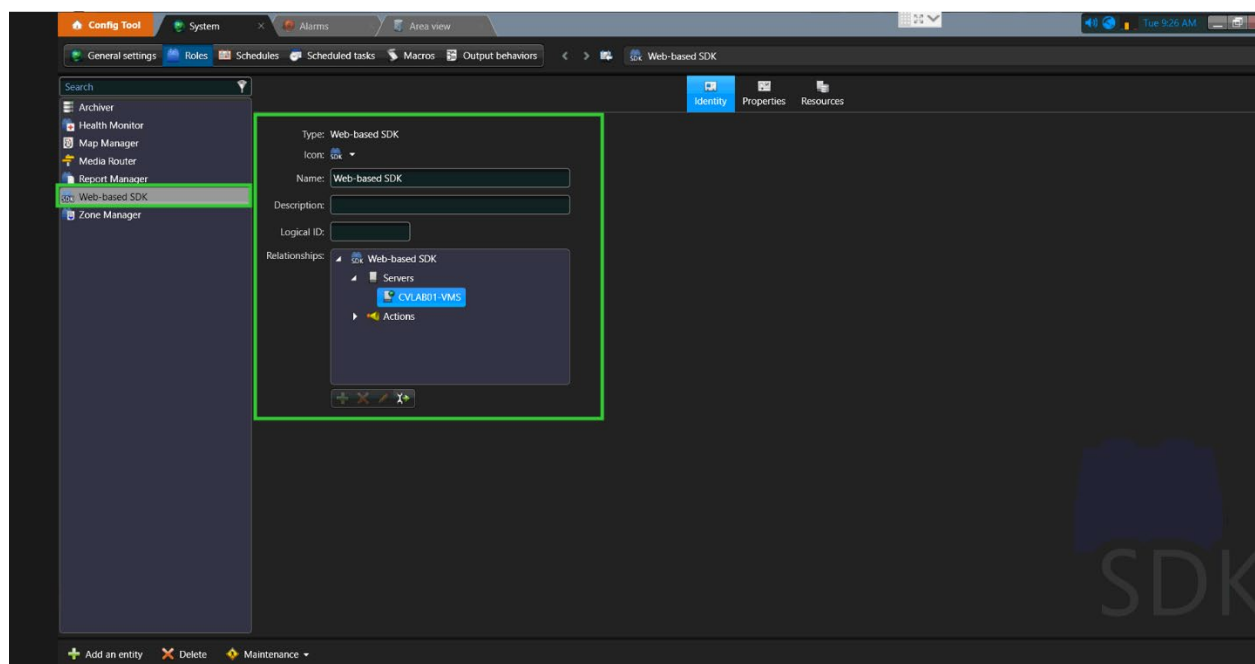 Config Tool System × Alarms Area view Tue 9:26 AM
General settings Roles Schedules Scheduled tasks Macros Output behaviors Web-based SDK
Search
Identity Properties Resources
Archiver
Health Monitor
Map Manager
Media Router
Report Manager
Web-based SDK
Zone Manager
Type: Web-based SDK
Icon: SDK
Name: Web-based SDK
Description:
Logical ID:
Relationships: Web-based SDK
Servers
CVLAB01-VMS
Actions
SDK
Add an entity Delete Maintenance